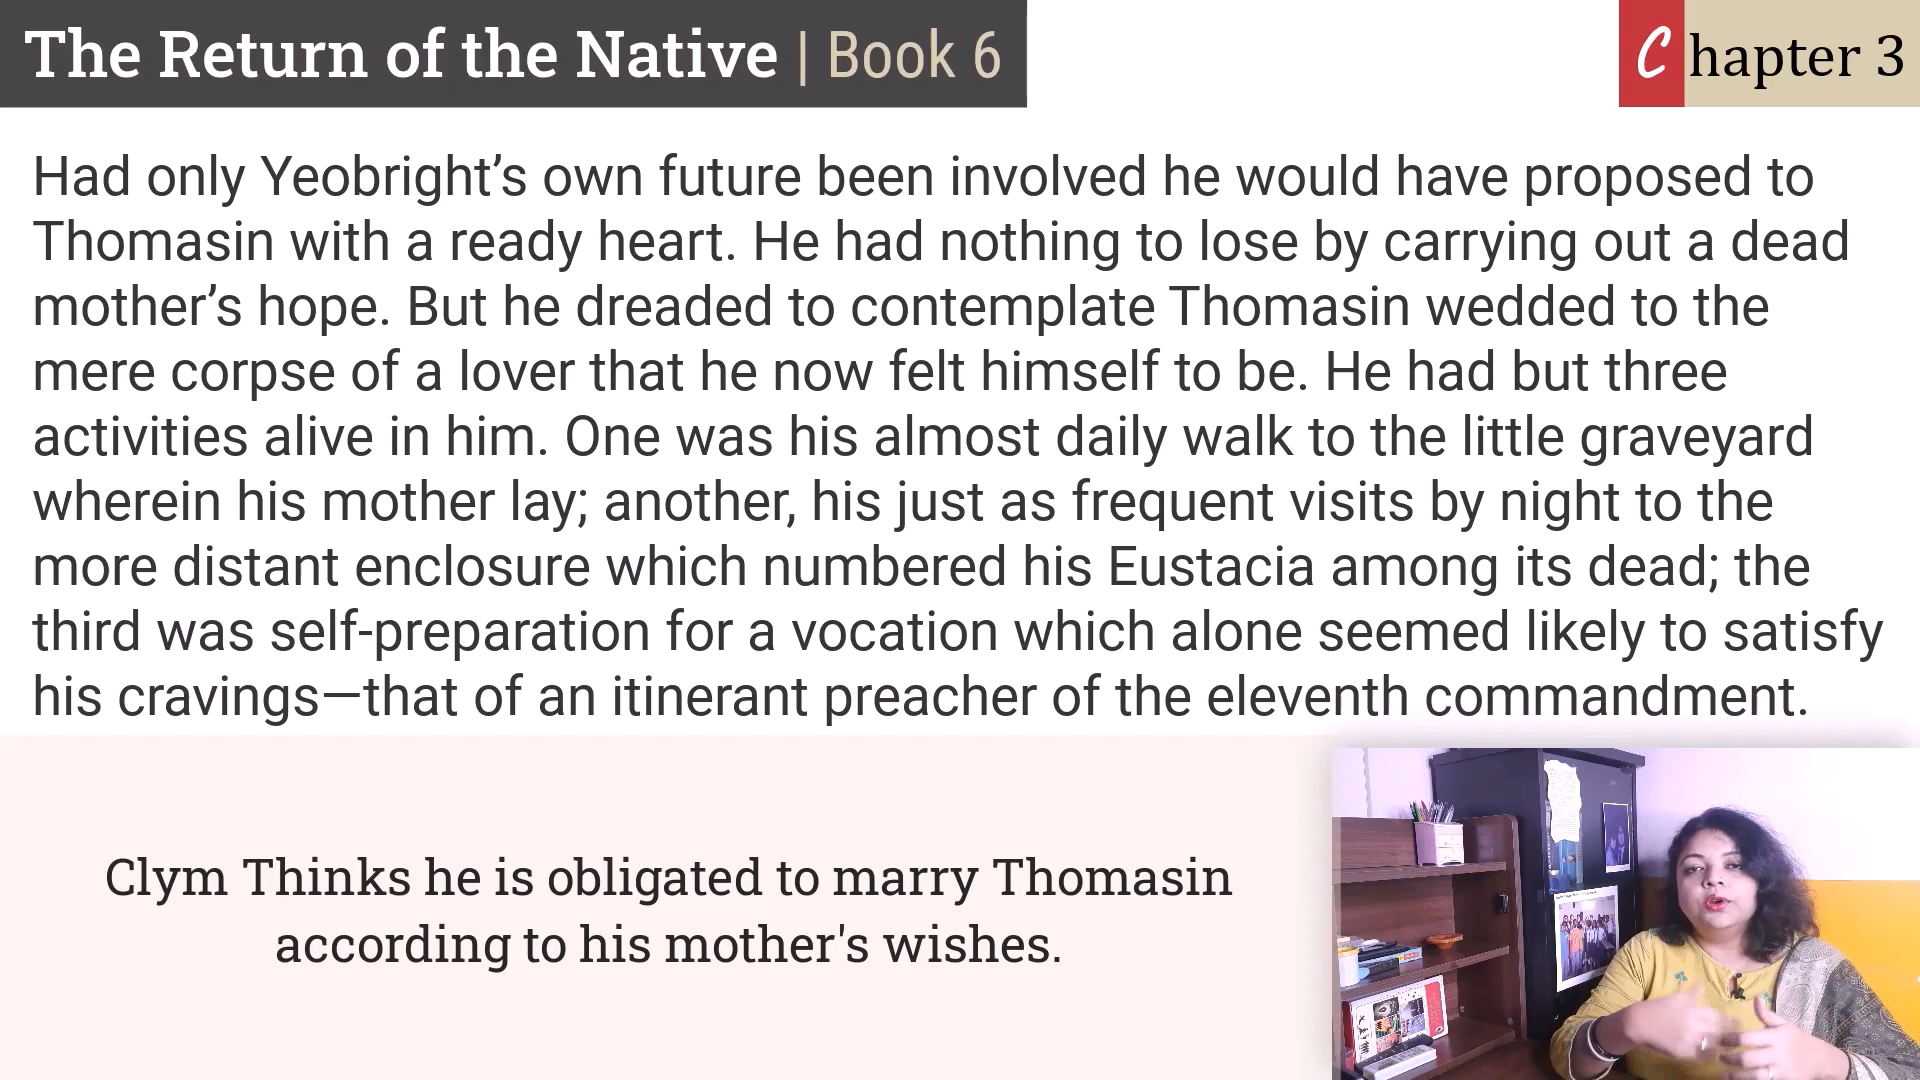 The Return of the Native | Book 6
Chapter 3
Had only Yeobright’s own future been involved he would have proposed to
Thomasin with a ready heart. He had nothing to lose by carrying out a dead
mother’s hope. But he dreaded to contemplate Thomasin wedded to the
mere corpse of a lover that he now felt himself to be. He had but three
activities alive in him. One was his almost daily walk to the little graveyard
wherein his mother lay; another, his just as frequent visits by night to the
more distant enclosure which numbered his Eustacia among its dead; the
third was self-preparation for a vocation which alone seemed likely to satisfy
his cravings—that of an itinerant preacher of the eleventh commandment.
Clym Thinks he is obligated to marry Thomasin
according to his mother's wishes.